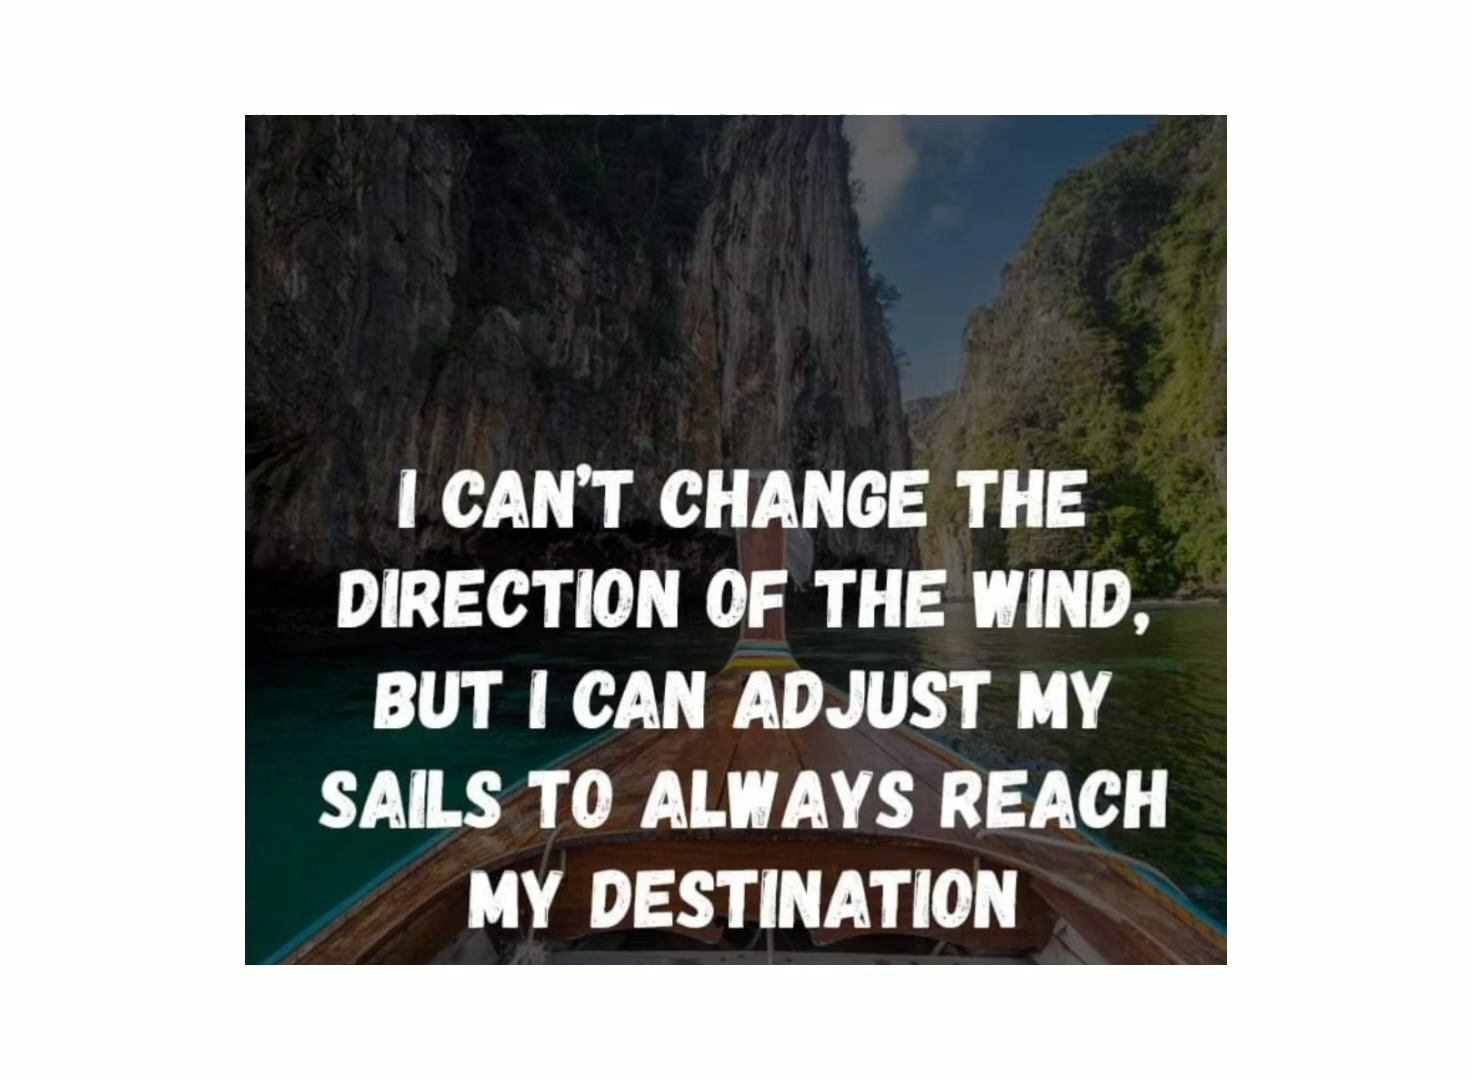 I CAN'T CHANGE THE
DIRECTION OF THE WIND,
BUT I CAN ADJUST MY
SAILS TO ALWAYS REACH
MY DESTINATION